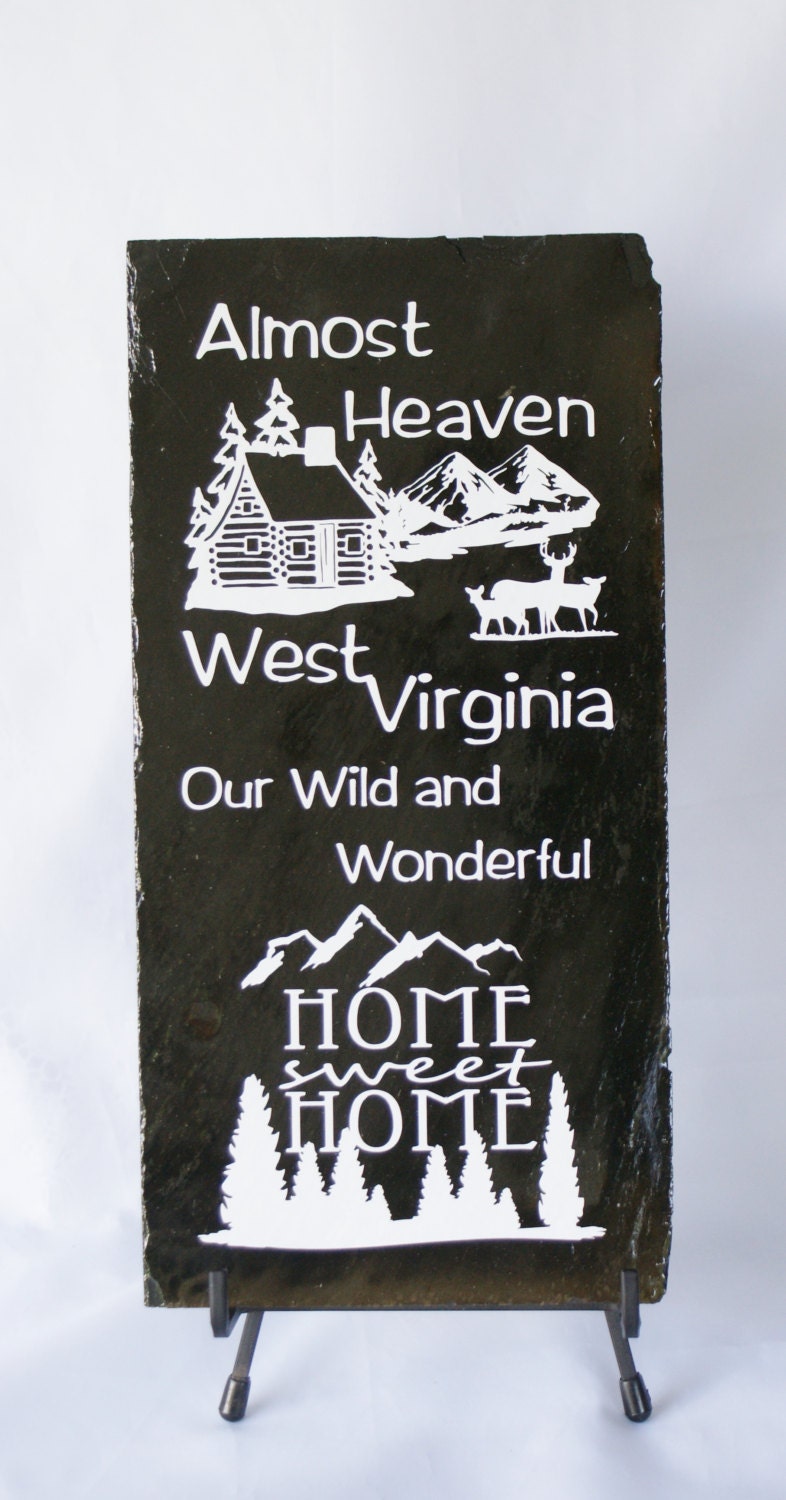 Almost
Heaven
West
Virginia
Our Wild and
Wonderful
HOME
sweet
HOME